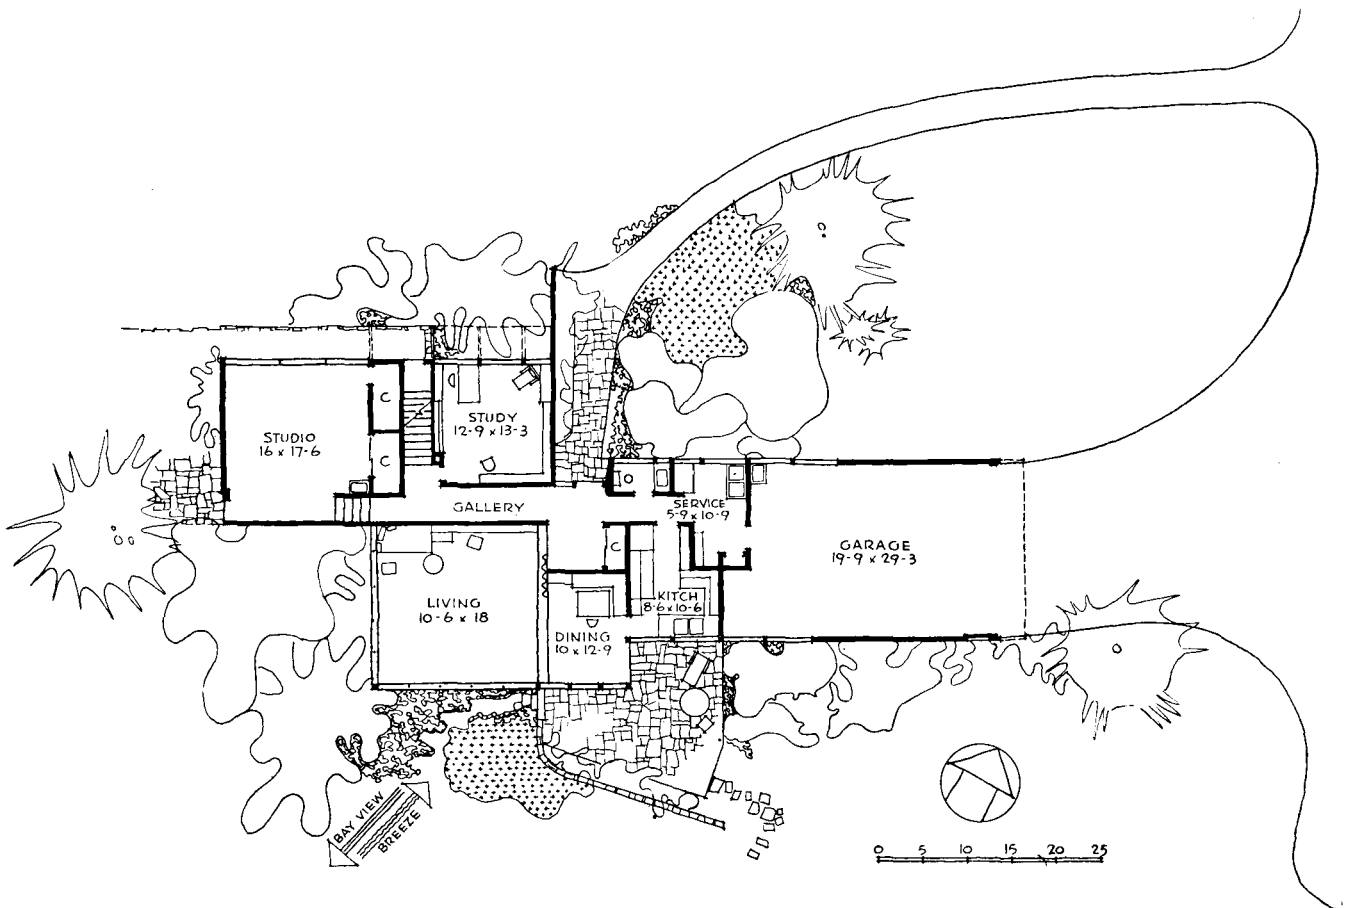 C
STUDY
12-9 x 13-3
STUDIO
16 x 17-6
C
GALLERY
SERVICE
5-9 x 10-9
GARAGE
19-9 x 29-3
C
LIVING
10-6 x 18
KITCH
8-6 x 10-6
DINING
10 x 12-9
BAY VIEW
BREEZE
0 5 10 15 20 25